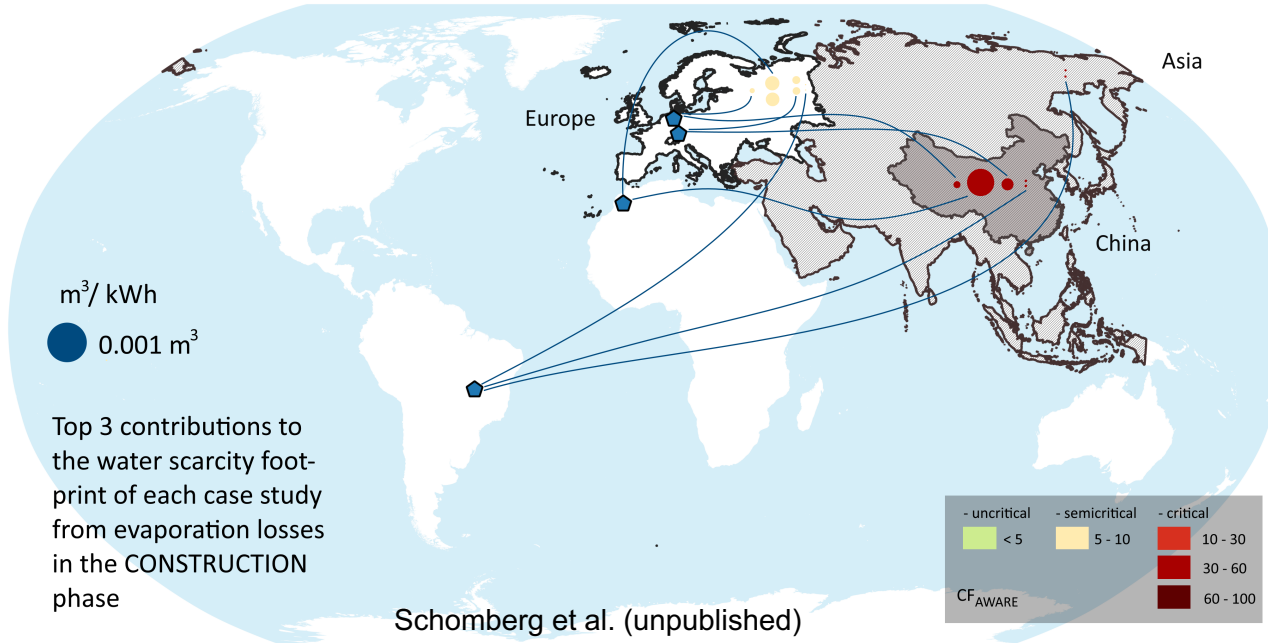 Asia
Europe
China
m³/ kWh
0.001 m³
Top 3 contributions to
the water scarcity foot-
print of each case study
from evaporation losses
in the CONSTRUCTION
phase
- uncritical - semicritical - critical
< 5 5 - 10 10 - 30
30 - 60
CF_AWARE 60 - 100
Schomberg et al. (unpublished)